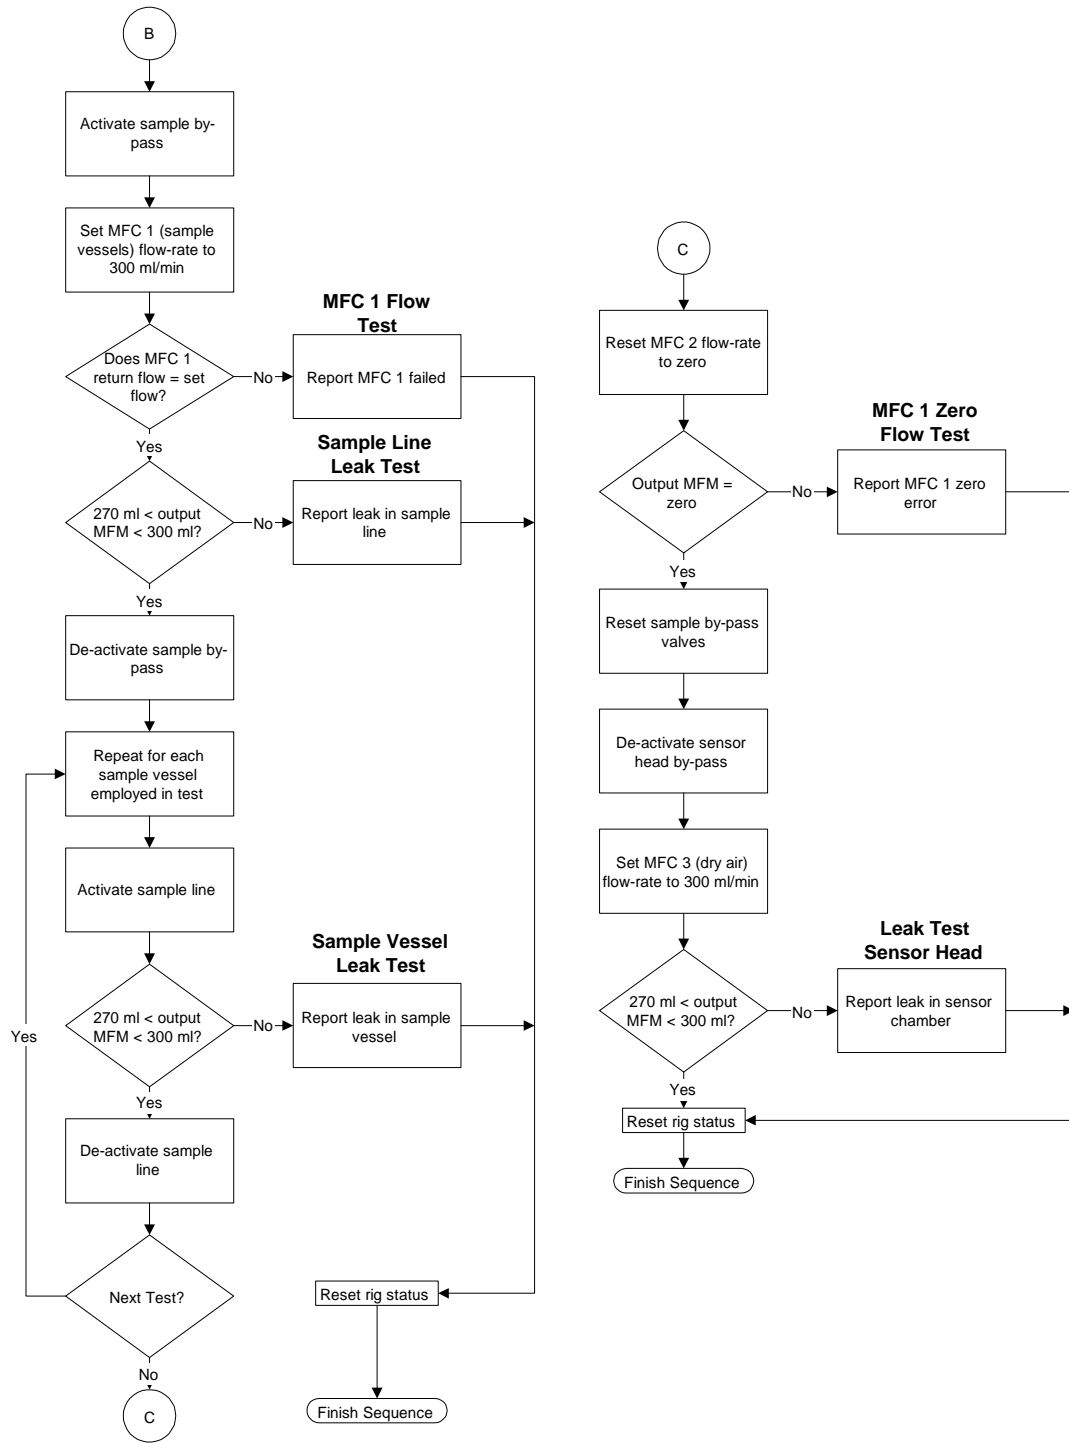 B
Activate sample by-
pass
Set MFC 1 (sample
vessels) flow-rate to
300 ml/min
MFC 1 Flow
Test
Does MFC 1
return flow = set
flow?
No
Report MFC 1 failed
Yes
Sample Line
Leak Test
270 ml < output
MFM < 300 ml?
No
Report leak in sample
line
Yes
De-activate sample by-
pass
Repeat for each
sample vessel
employed in test
Activate sample line
Sample Vessel
Leak Test
270 ml < output
MFM < 300 ml?
No
Report leak in sample
vessel
Yes
Yes
De-activate sample
line
Next Test?
No
C
Reset rig status
Finish Sequence
C
Reset MFC 2 flow-rate
to zero
MFC 1 Zero
Flow Test
Output MFM =
zero
No
Report MFC 1 zero
error
Yes
Reset sample by-pass
valves
De-activate sensor
head by-pass
Set MFC 3 (dry air)
flow-rate to 300 ml/min
Leak Test
Sensor Head
270 ml < output
MFM < 300 ml?
No
Report leak in sensor
chamber
Yes
Reset rig status
Finish Sequence